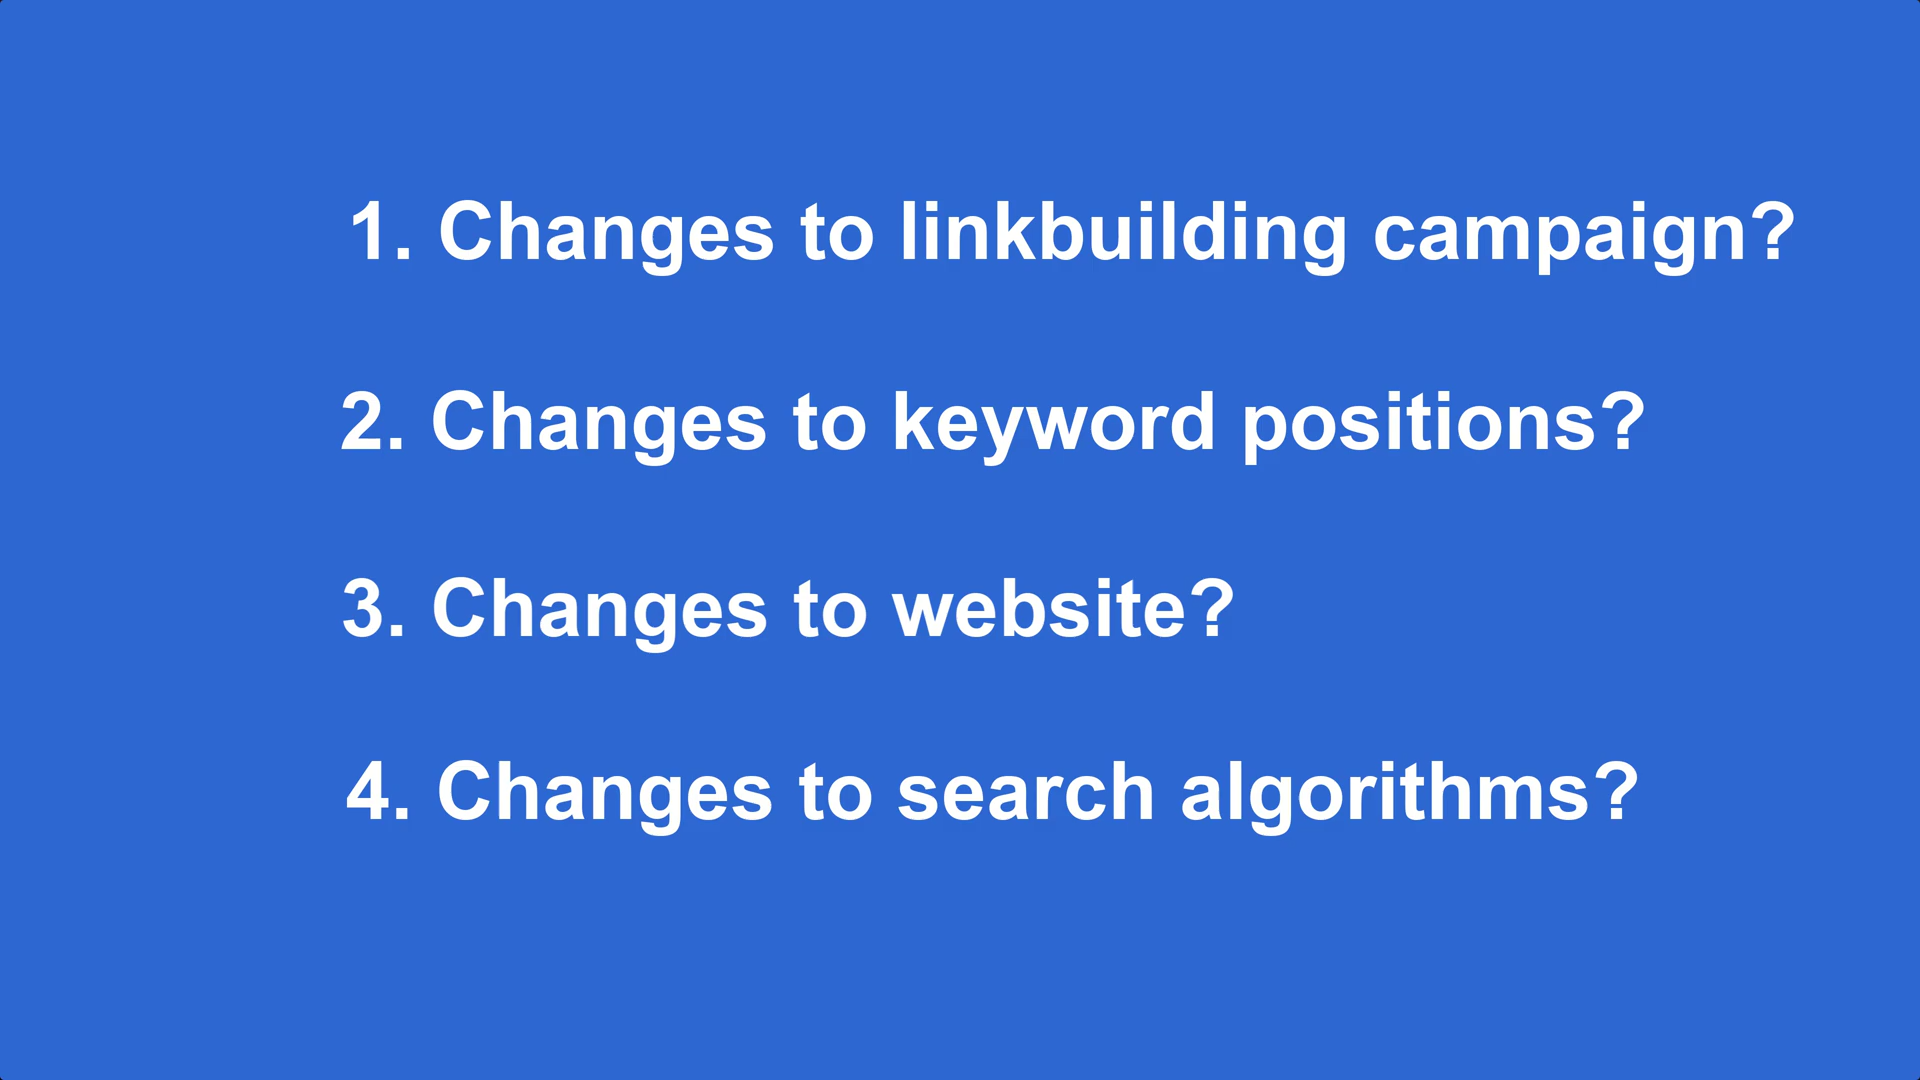 1. Changes to linkbuilding campaign?
2. Changes to keyword positions?
3. Changes to website?
4. Changes to search algorithms?